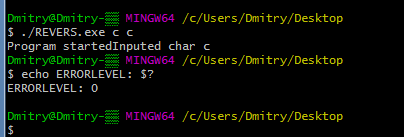 Dmitry@Dmitry-▒▒ MINGW64 /c/Users/Dmitry/Desktop
$ ./REVERS.exe c c
Program startedInputed char c
Dmitry@Dmitry-▒▒ MINGW64 /c/Users/Dmitry/Desktop
$ echo ERRORLEVEL: $?
ERRORLEVEL: 0
Dmitry@Dmitry-▒▒ MINGW64 /c/Users/Dmitry/Desktop
$